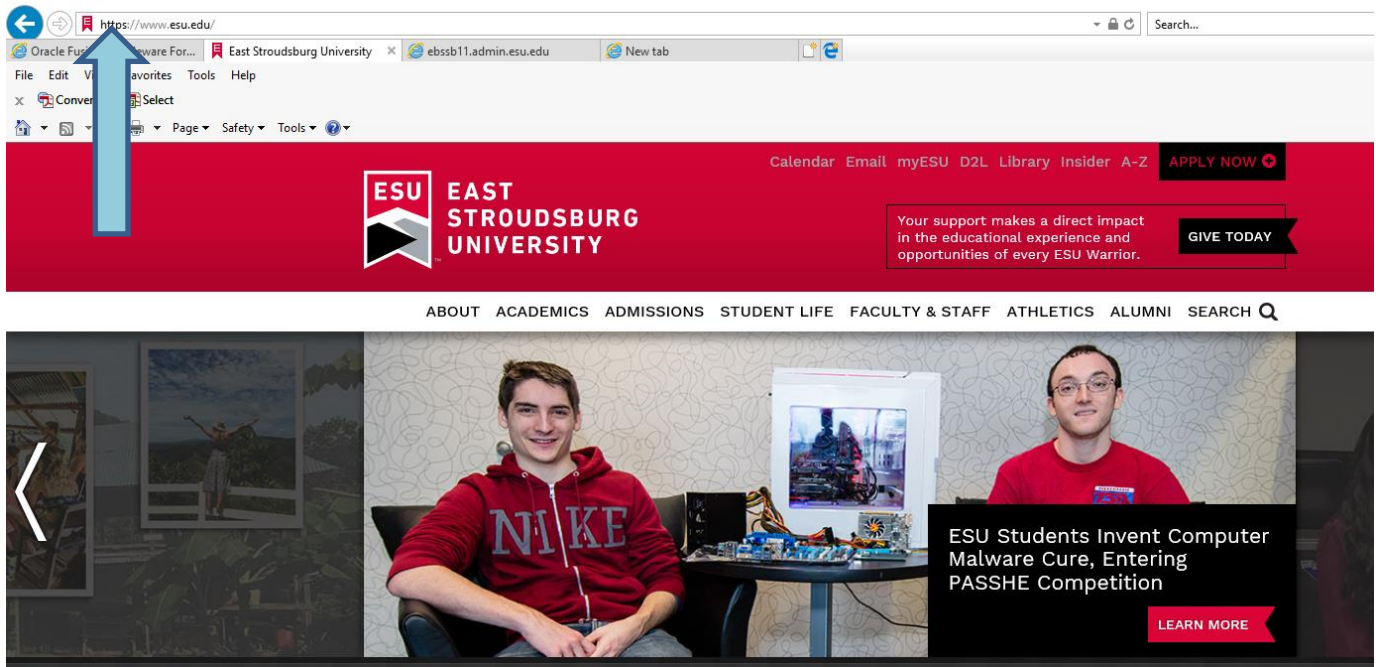 https://www.esu.edu/
Search...
Oracle Fus
ware For...
East Stroudsburg University
ebssb11.admin.esu.edu
New tab
File Edit Favorites Tools Help
x Select
Page Safety Tools
Calendar Email myESU D2L Library Insider A-Z APPLY NOW
ESU EAST
STROUDSBURG
UNIVERSITY
Your support makes a direct impact
in the educational experience and
opportunities of every ESU Warrior.
GIVE TODAY
ABOUT ACADEMICS ADMISSIONS STUDENT LIFE FACULTY & STAFF ATHLETICS ALUMNI SEARCH
NIKE
ESU Students Invent Computer
Malware Cure, Entering
PASSHE Competition
LEARN MORE